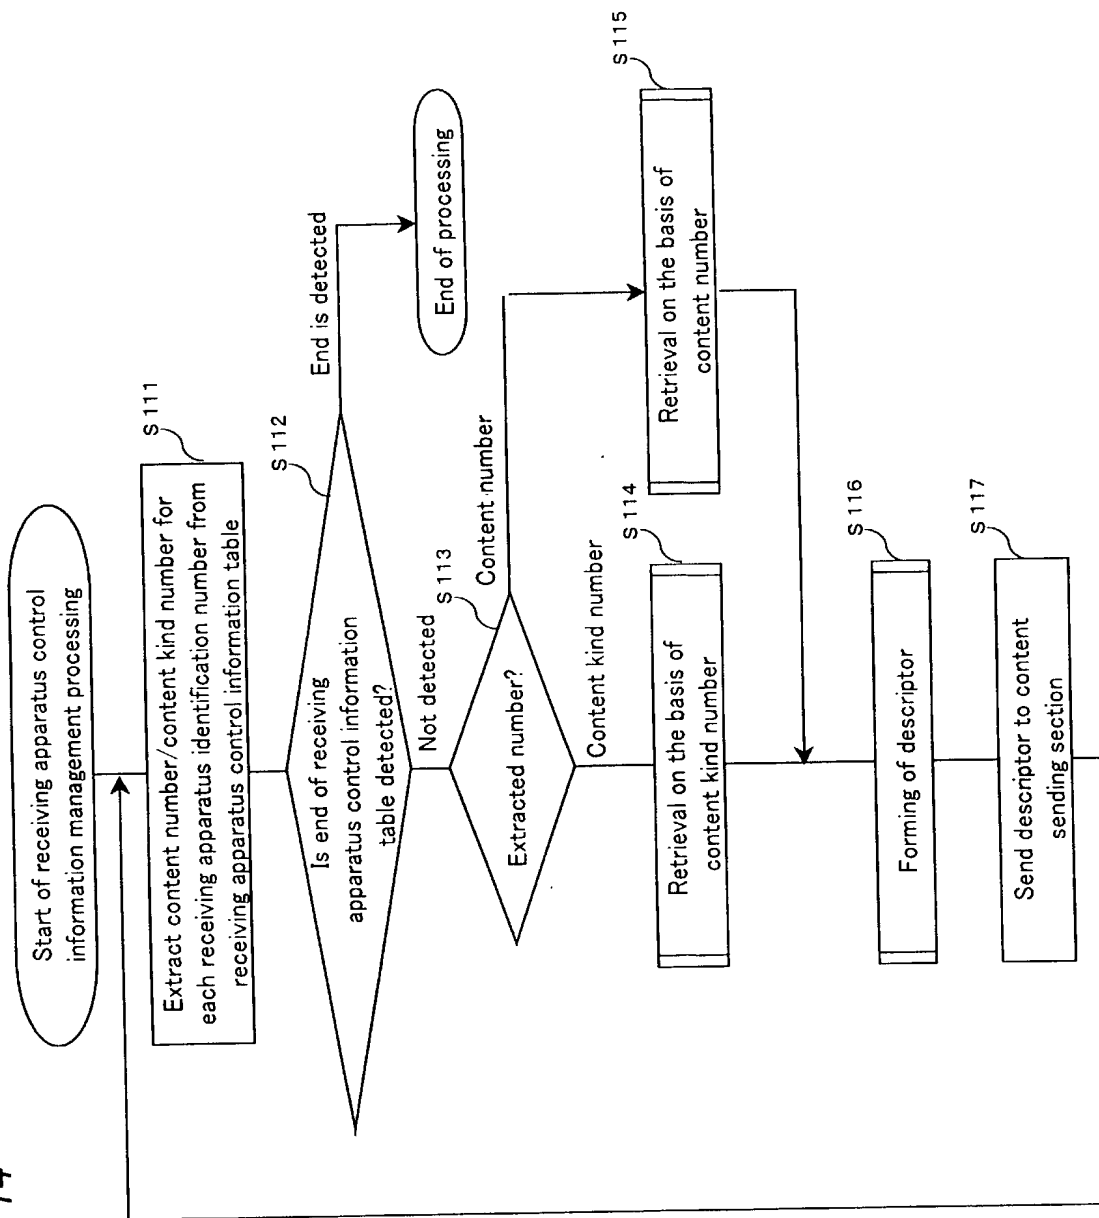 14
Start of receiving apparatus control
information management processing
S111
Extract content number/content kind number for
each receiving apparatus identification number from
receiving apparatus control information table
S112
Is end of receiving
apparatus control information
table detected?
End is detected
End of processing
Not detected
S113
Extracted number?
Content number
Content kind number
S114
Retrieval on the basis of
content kind number
S115
Retrieval on the basis of
content number
S116
Forming of descriptor
S117
Send descriptor to content
sending section